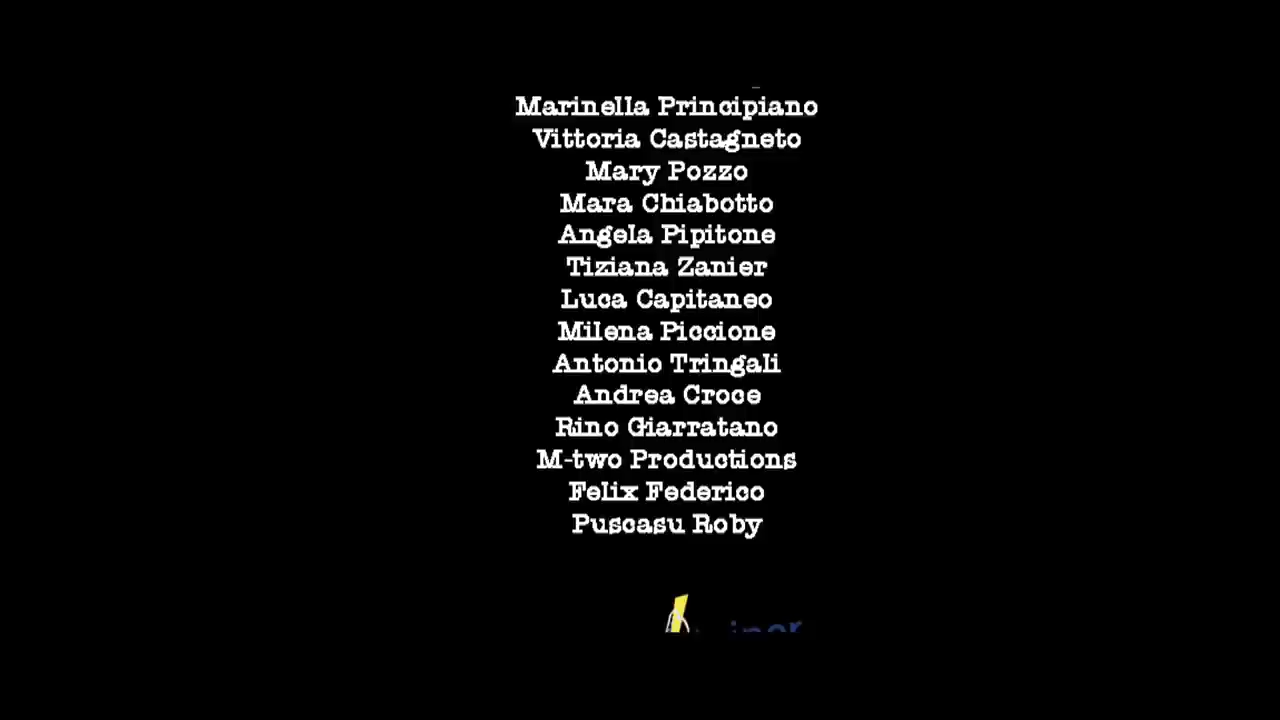 Marinella Principiano
Vittoria Castagneto
Mary Pozzo
Mara Chiabotto
Angela Pipitone
Tiziana Zanier
Luca Capitaneo
Milena Piccione
Antonio Tringali
Andrea Croce
Rino Giarratano
M-two Productions
Felix Federico
Puscasu Roby